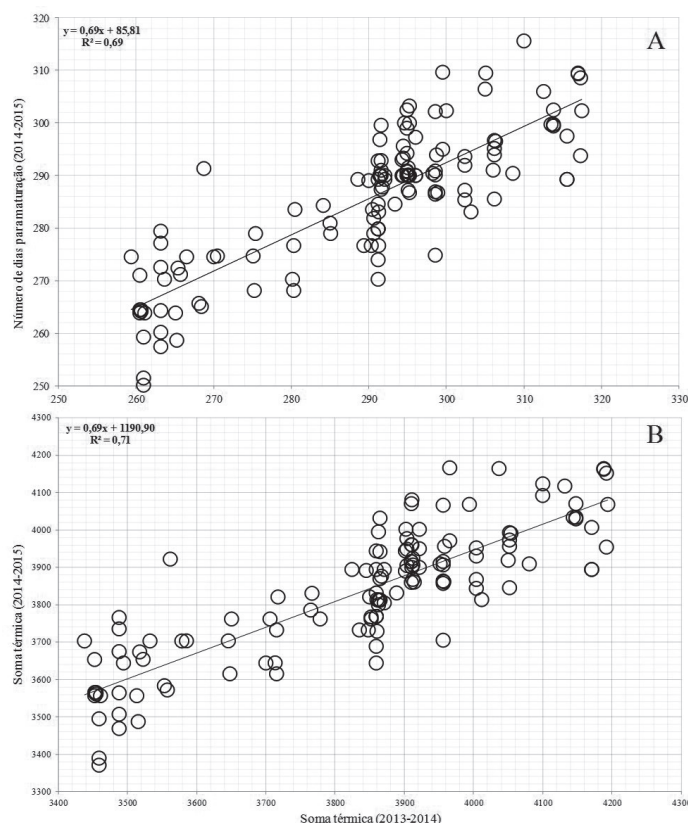 y = 0,69x + 85,81
R² = 0,69
A
Número de dias para maturação (2014-2015)
320
310
300
290
280
270
260
250
250 260 270 280 290 300 310 320 330
y = 0,69x + 1190,90
R² = 0,71
B
Soma térmica (2014-2015)
4300
4200
4100
4000
3900
3800
3700
3600
3500
3400
3300
3400 3500 3600 3700 3800 3900 4000 4100 4200 4300
Soma térmica (2013-2014)